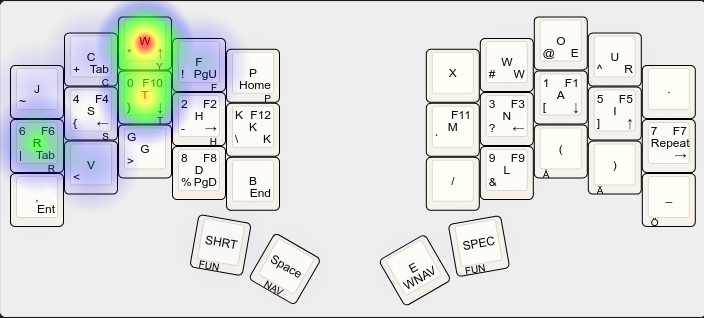 W
* ↑
Y
O
@ E
C
+ Tab
C
F
! PgU
F
W
# W
U
^ R
P
Home
P
X
J
~
.
0 F10
T
} ↓
T
1 F1
A
[ ↓
4 F4
S
{ ←
S
2 F2
H
- →
H
3 F3
N
? ←
5 F5
I
] ↑
K F12
K
\ K
F11
M
.
6 F6
R
| Tab
R
7 F7
Repeat
→
G
G
>
(
Å
V
<
8 F8
D
% PgD
9 F9
L
&
)
Ä
B
End
/
,
Ent
_
Ö
SHRT
FUN
Space
NAV
E
WNAV
SPEC
FUN